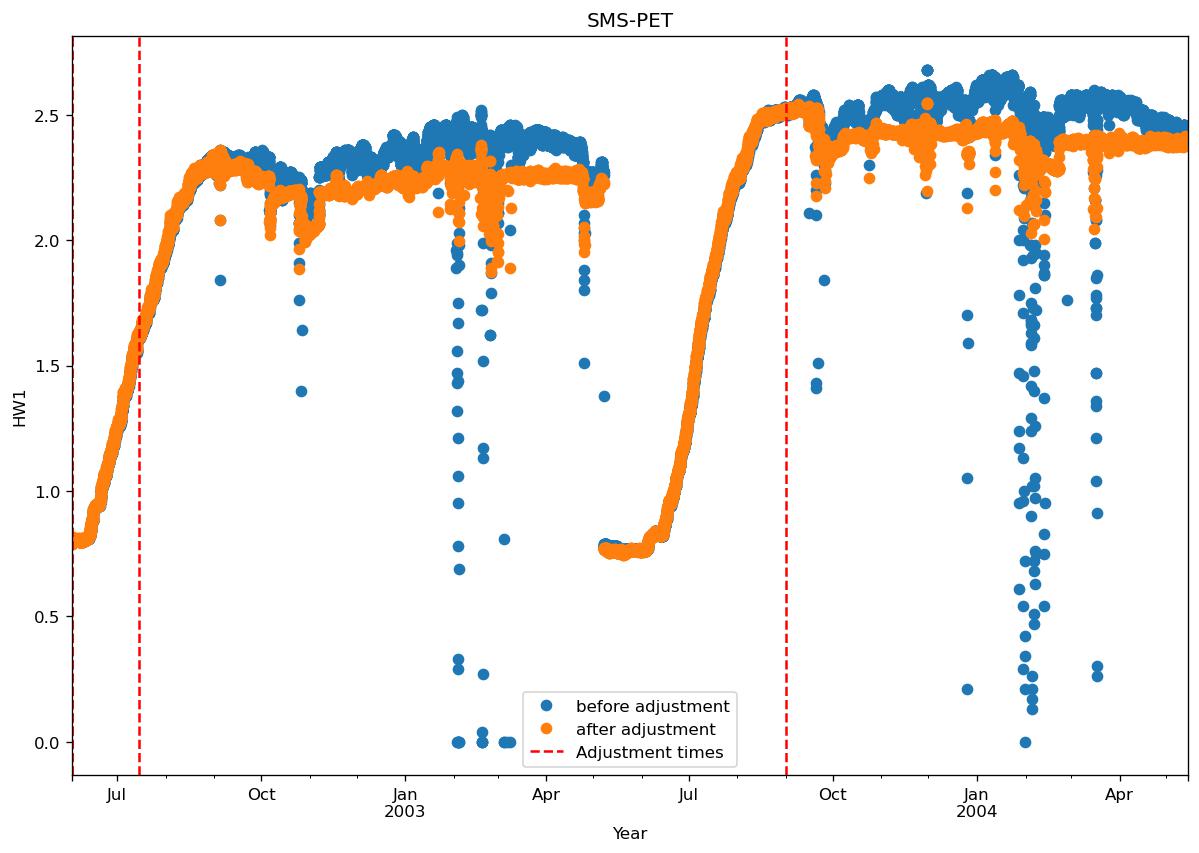 SMS-PET
HW1
2.5
2.0
1.5
1.0
0.5
0.0
before adjustment
after adjustment
Adjustment times
Jul Oct Jan Apr Jul Oct Jan Apr
2003 2004
Year